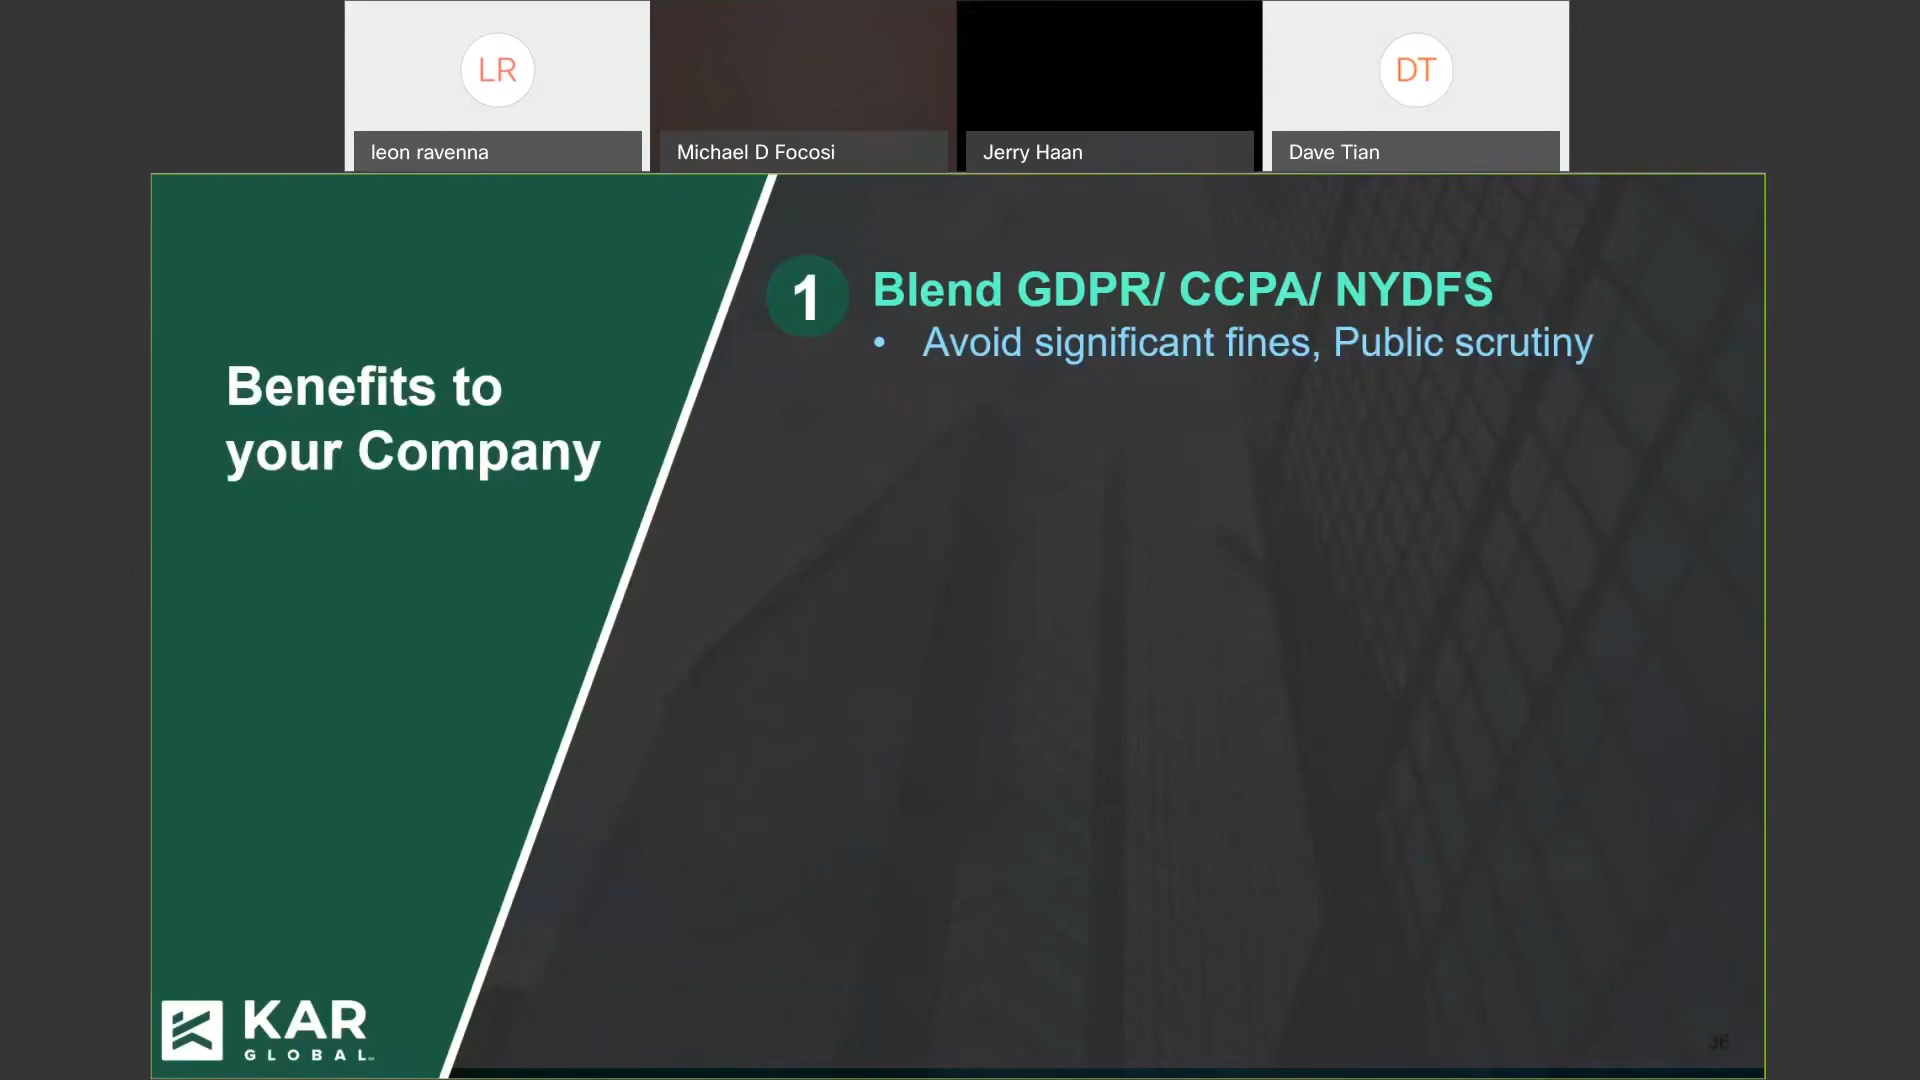 LR
DT
leon ravenna
Michael D Focosi
Jerry Haan
Dave Tian
Benefits to
your Company
1
Blend GDPR/ CCPA/ NYDFS
• Avoid significant fines, Public scrutiny
KAR
GLOBAL
36